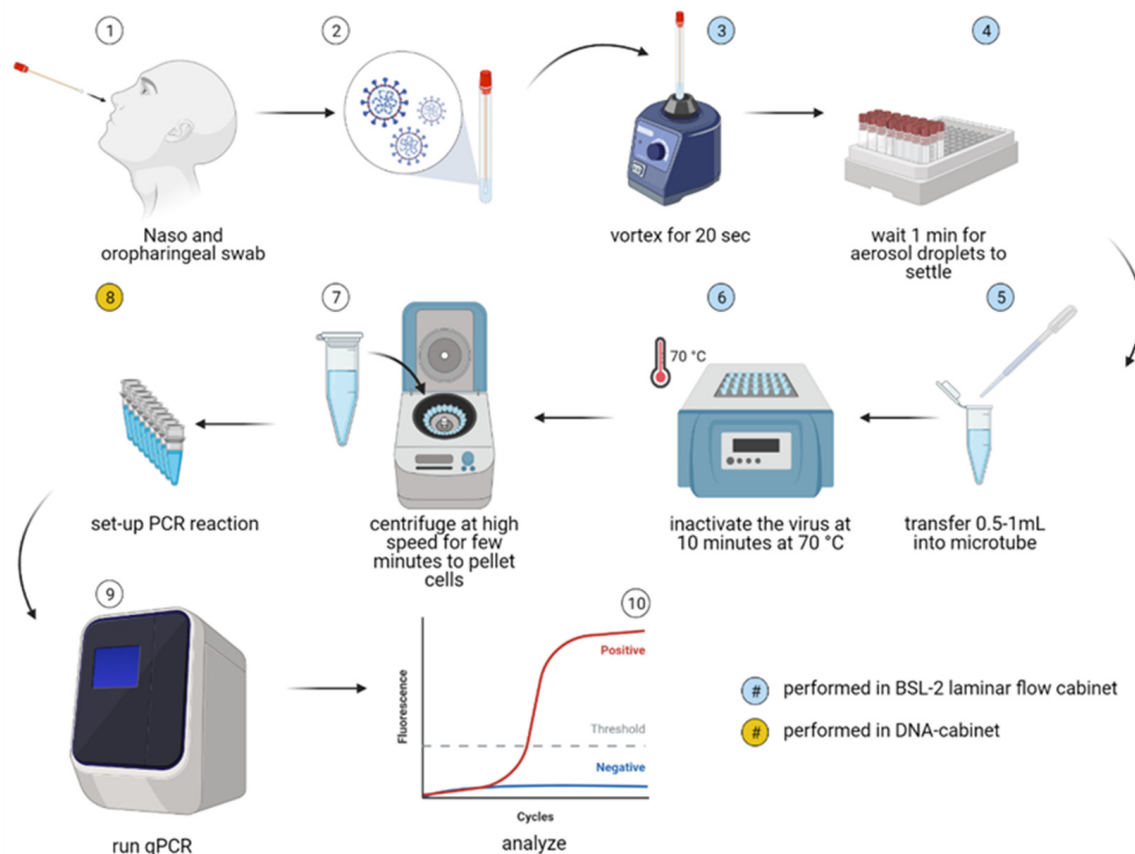 1
2
3
4
Naso and
oropharingeal swab
vortex for 20 sec
wait 1 min for
aerosol droplets to
settle
5
transfer 0.5-1mL
into microtube
6
70 °C
inactivate the virus at
10 minutes at 70 °C
7
centrifuge at high
speed for few
minutes to pellet
cells
8
set-up PCR reaction
9
run qPCR
10
Fluorescence
Positive
Threshold
Negative
Cycles
analyze
# performed in BSL-2 laminar flow cabinet
# performed in DNA-cabinet